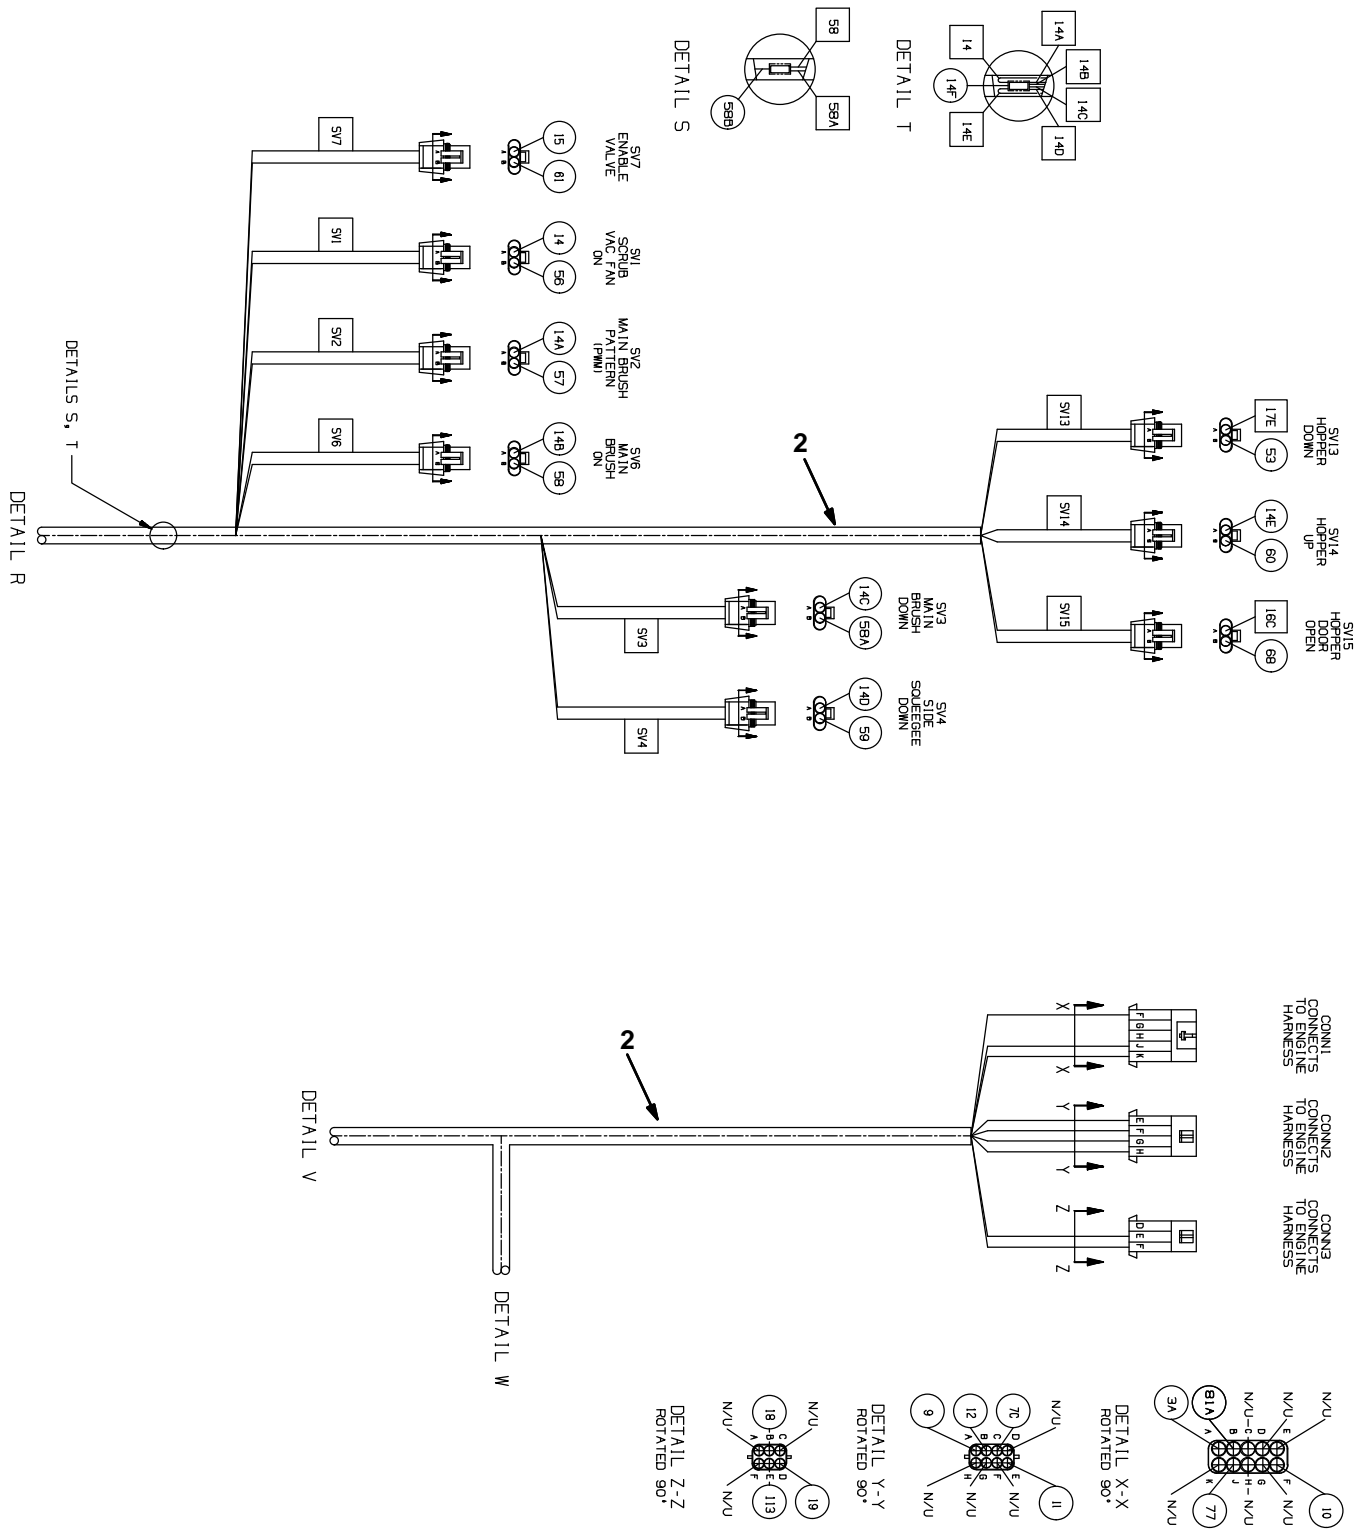 58
58A
58B
DETAIL S
14A
14B
14C
14
14F
14E
14D
DETAIL T
SV7
15
61
A B
A B
SV7
ENABLE
VALVE
SV1
14
56
A B
A B
SV1
SCRUB
VAC FAN
ON
SV2
14A
57
A B
A B
SV2
MAIN BRUSH
PATTERN
(PWM)
SV6
14B
58
A B
A B
SV6
MAIN
BRUSH
ON
DETAILS S, T
DETAIL R
2
SV13
17E
53
A B
A B
SV13
HOPPER
DOWN
SV14
14E
60
A B
A B
SV14
HOPPER
UP
SV15
16C
68
A B
A B
SV15
HOPPER
DOOR
OPEN
SV3
14C
58A
A B
A B
SV3
MAIN
BRUSH
DOWN
SV4
14D
59
A B
A B
SV4
SIDE
SQUEEGEE
DOWN
CONN1
CONNECTS
TO ENGINE
HARNESS
X
F
G
H
J
K
X
CONN2
CONNECTS
TO ENGINE
HARNESS
Y
E
F
G
H
Y
CONN3
CONNECTS
TO ENGINE
HARNESS
Z
D
E
F
Z
2
DETAIL V
DETAIL W
N/U
N/U
N/U
81A
3A
A B C D E
K J H G F
N/U
77
N/U
N/U
10
DETAIL X-X
ROTATED 90°
N/U
7C
12
9
A B C D
H G F E
N/U
N/U
N/U
11
DETAIL Y-Y
ROTATED 90°
N/U
18
N/U
A B C
F E D
N/U
113
19
DETAIL Z-Z
ROTATED 90°